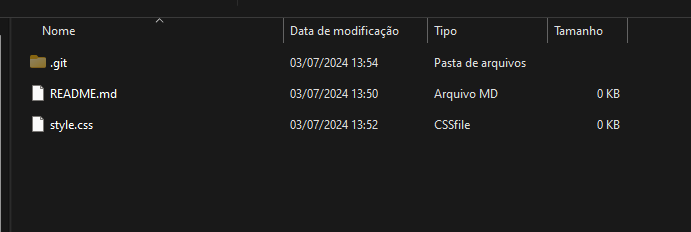 Nome Data de modificação Tipo Tamanho
.git 03/07/2024 13:54 Pasta de arquivos
README.md 03/07/2024 13:50 Arquivo MD 0 KB
style.css 03/07/2024 13:52 CSSfile 0 KB